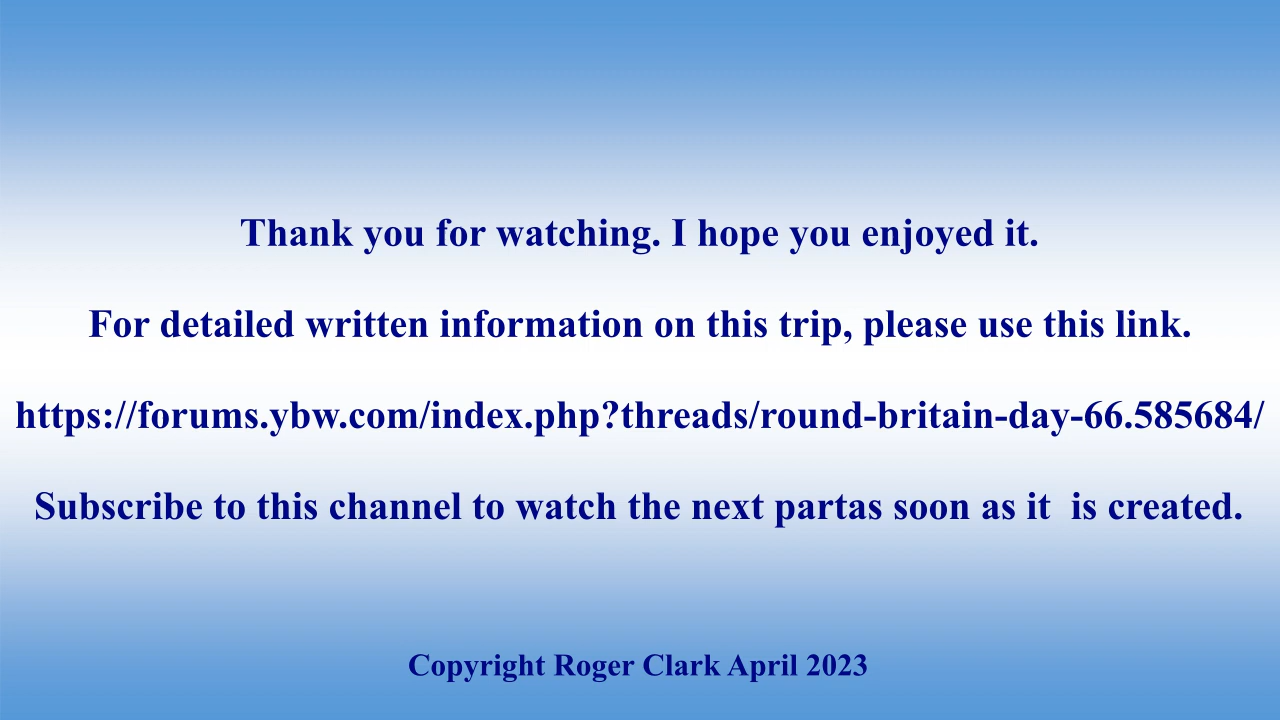 Thank you for watching. I hope you enjoyed it.
For detailed written information on this trip, please use this link.
https://forums.ybw.com/index.php?threads/round-britain-day-66.585684/
Subscribe to this channel to watch the next partas soon as it  is created.
Copyright Roger Clark April 2023